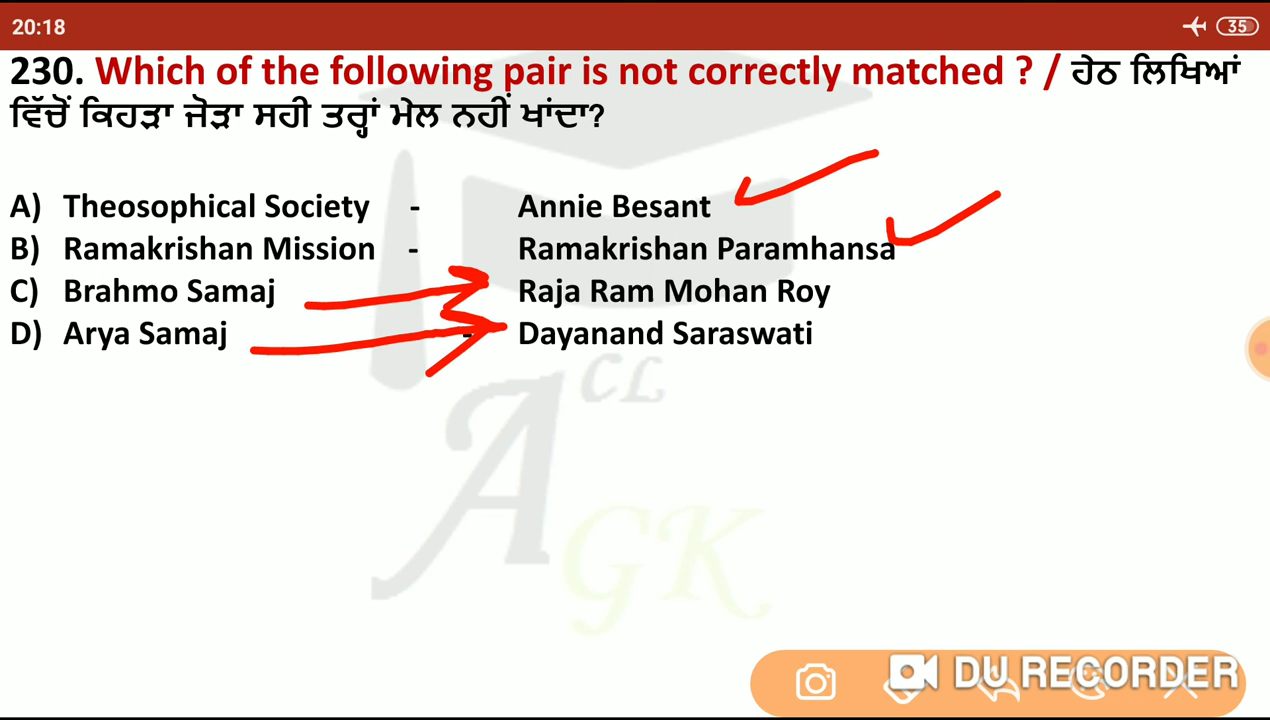 20:18
35
230. Which of the following pair is not correctly matched ? / ਹੇਠ ਲਿਖਿਆਂ
ਵਿੱਚੋਂ ਕਿਹੜਾ ਜੋੜਾ ਸਹੀ ਤਰ੍ਹਾਂ ਮੇਲ ਨਹੀਂ ਖਾਂਦਾ?
A) Theosophical Society - Annie Besant
B) Ramakrishan Mission - Ramakrishan Paramhansa
C) Brahmo Samaj Raja Ram Mohan Roy
D) Arya Samaj - Dayanand Saraswati
CL
A GK
DU RECORDER